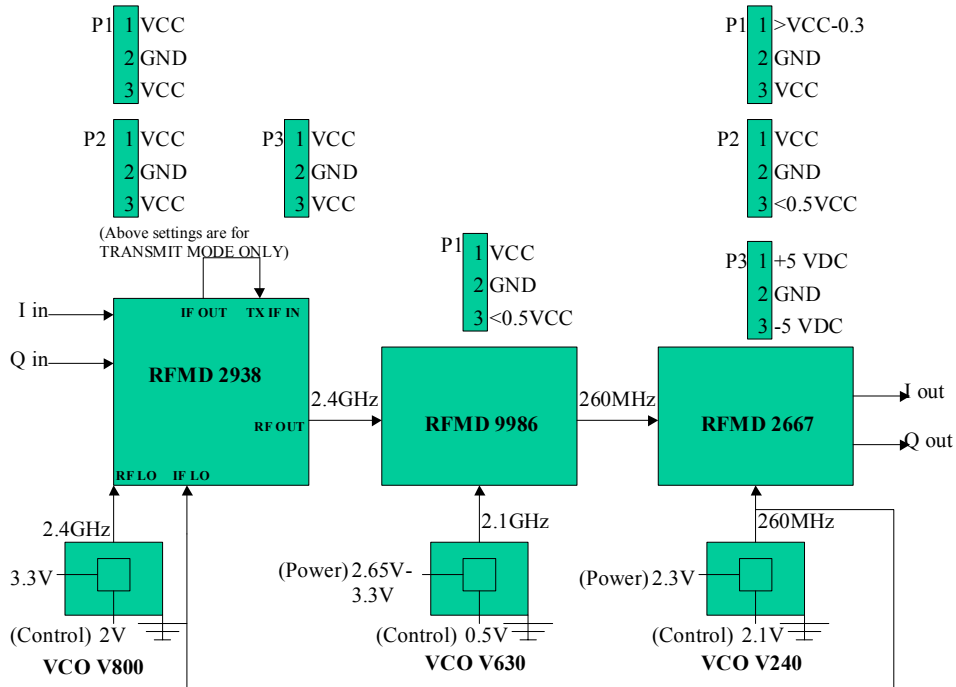 P1 1 VCC
2 GND
3 VCC
P2 1 VCC
2 GND
3 VCC
P3 1 VCC
2 GND
3 VCC
(Above settings are for
TRANSMIT MODE ONLY)
P1 1 >VCC-0.3
2 GND
3 VCC
P2 1 VCC
2 GND
3 <0.5VCC
P1 1 VCC
2 GND
3 <0.5VCC
P3 1 +5 VDC
2 GND
3 -5 VDC
I in
Q in
IF OUT TX IF IN
RFMD 2938
RF OUT
RF LO IF LO
2.4GHz
RFMD 9986
260MHz
RFMD 2667
I out
Q out
2.4GHz
3.3V
(Control) 2V
VCO V800
2.1GHz
(Power) 2.65V-
3.3V
(Control) 0.5V
VCO V630
260MHz
(Power) 2.3V
(Control) 2.1V
VCO V240